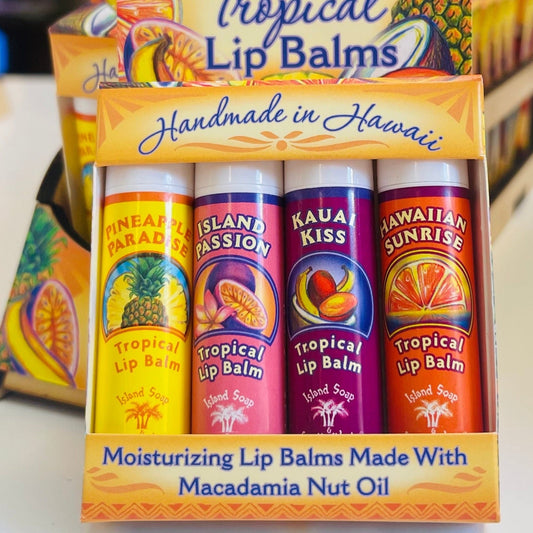 Tropical
Lip Balms
Handmade in Hawaii
PINEAPPLE
PARADISE
Tropical
Lip Balm
Island Soap
&
ISLAND
PASSION
Tropical
Lip Balm
Island Soap
&
KAUAI
KISS
Tropical
Lip Balm
Island Soap
&
HAWAIIAN
SUNRISE
Tropical
Lip Balm
Island Soap
&
Moisturizing Lip Balms Made With
Macadamia Nut Oil